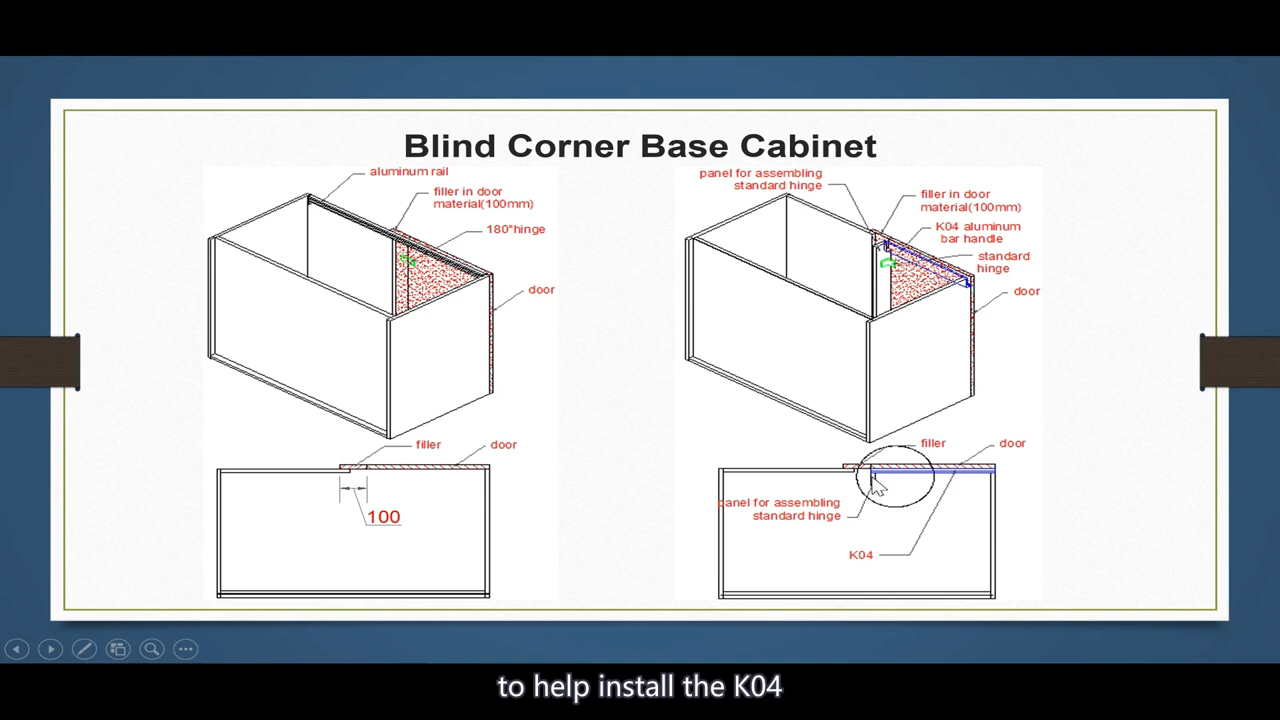 Blind Corner Base Cabinet
aluminum rail
filler in door
material(100mm)
180°hinge
door
filler
door
100
panel for assembling
standard hinge
filler in door
material(100mm)
K04 aluminum
bar handle
standard
hinge
door
filler
door
panel for assembling
standard hinge
K04
to help install the K04